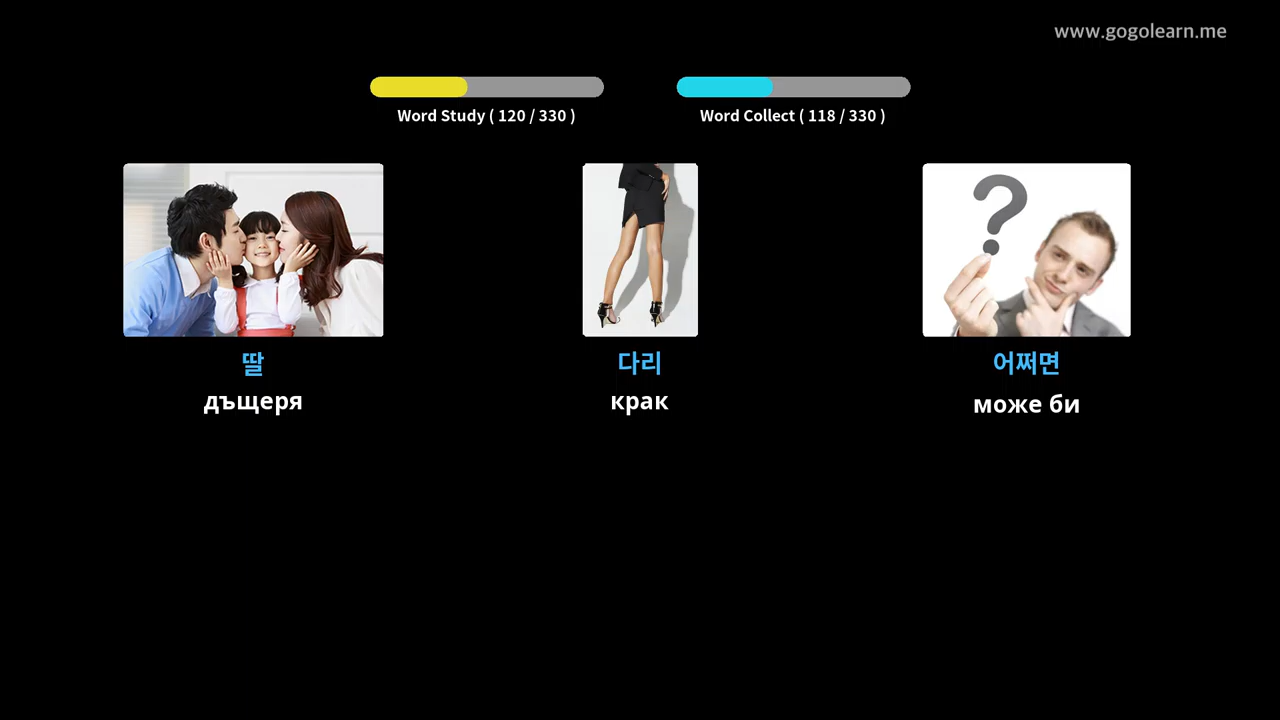 www.gogolearn.me
Word Study ( 120 / 330 )
Word Collect ( 118 / 330 )
딸
다리
어쩌면
дъщеря
крак
може би